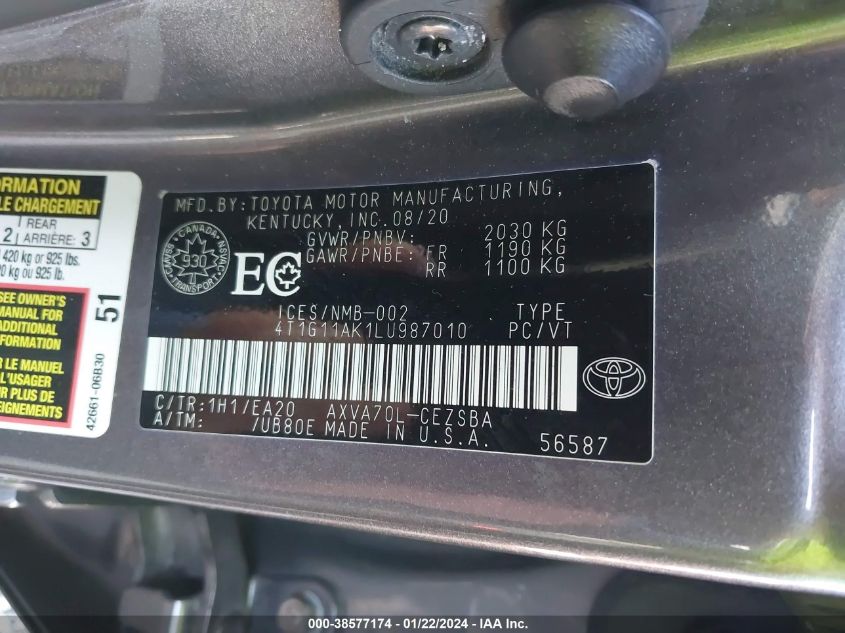 ORMATION
LE CHARGEMENT
1 REAR
2 ARRIÈRE: 3
420 kg or 925 lbs.
20 kg ou 925 lb.
SEE OWNER'S
MANUAL FOR
INFORMATION
LE MANUEL
L'USAGER
PLUS DE
51
42661-06B30
MFD. BY: TOYOTA MOTOR MANUFACTURING,
KENTUCKY, INC. 08/20
GVWR/PNBV: 2030 KG
GAWR/PNBE: FR 1190 KG
RR 1100 KG
CANADA
930
TRANSPORT
EC
ICES/NMB-002 TYPE
4T1G11AK1LU987010 PC/VT
C/TR: 1H1/EA20 AXVA70L-CEZSBA
A/TM: /UB80E MADE IN U.S.A. 56587
000-38577174 - 01/22/2024 - IAA Inc.